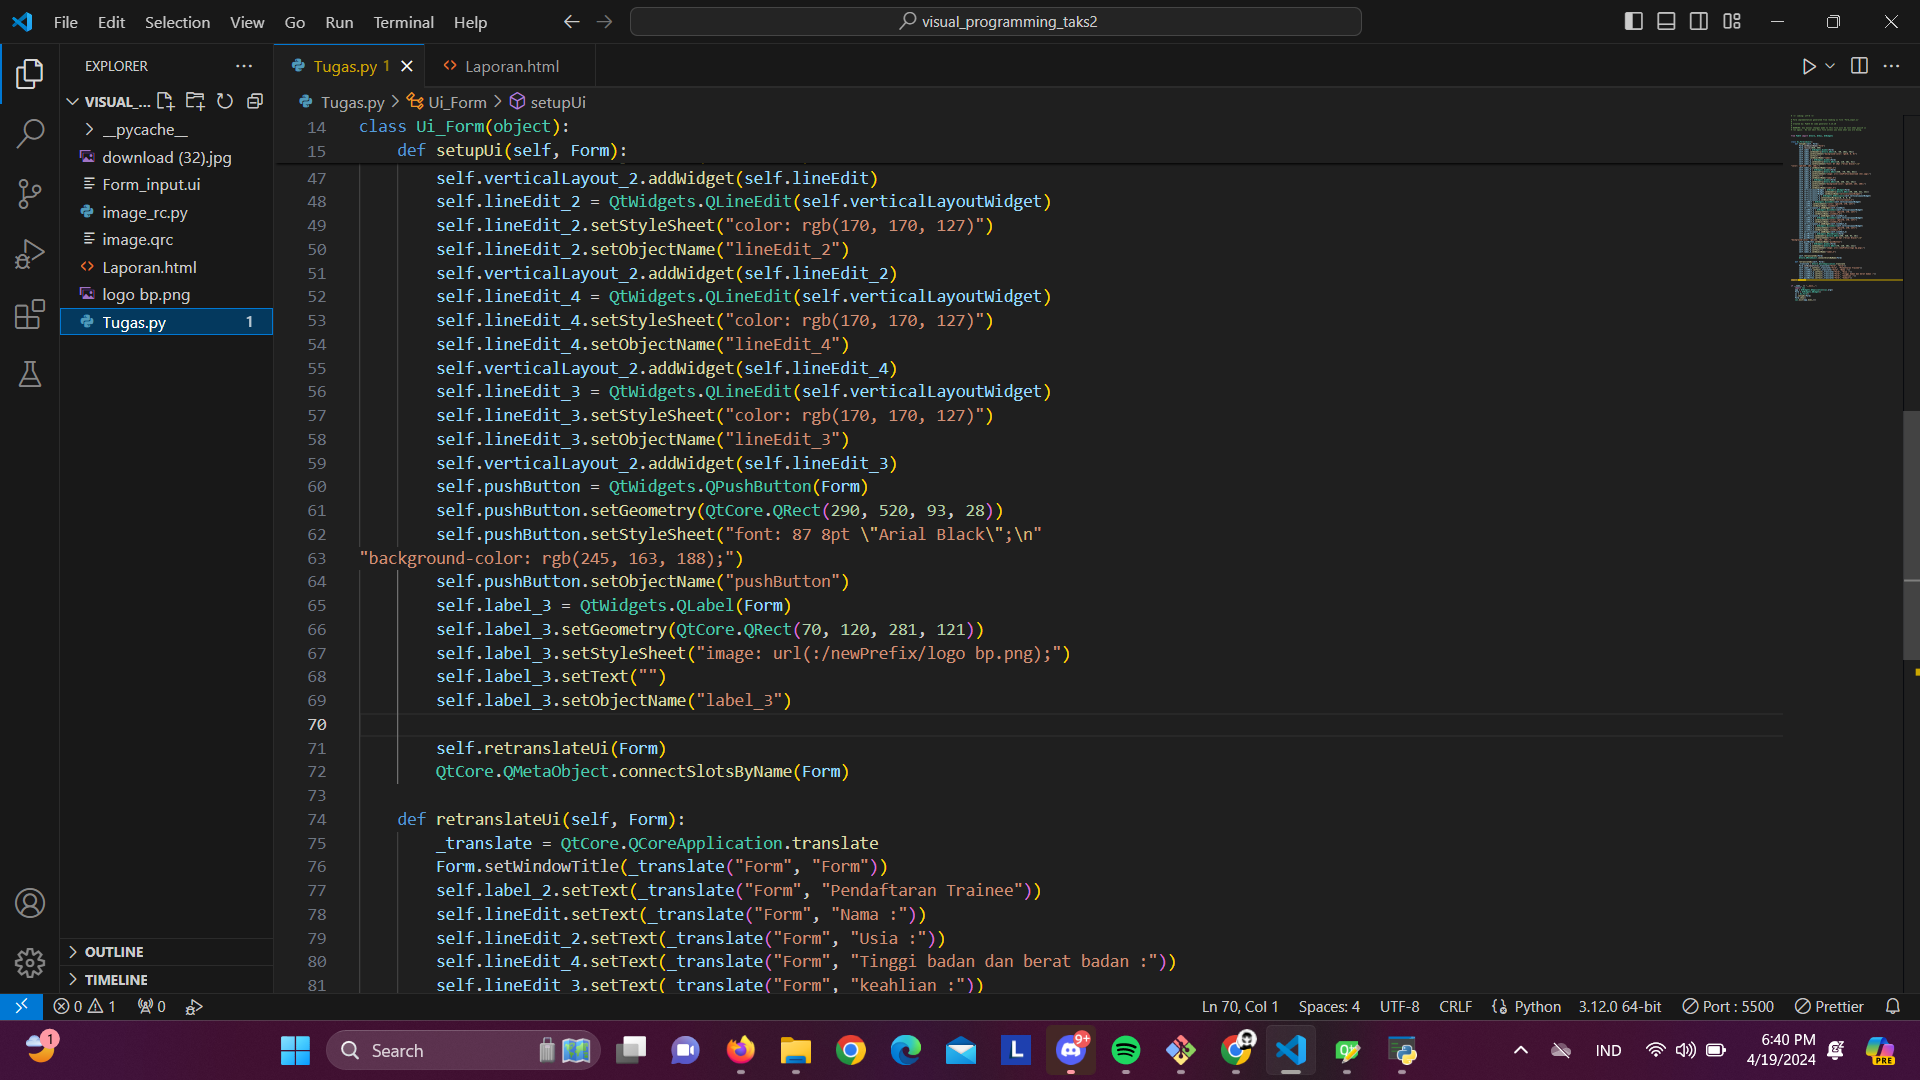 File Edit Selection View Go Run Terminal Help
visual_programming_taks2
EXPLORER
VISUAL_...
__pycache__
download (32).jpg
Form_input.ui
image_rc.py
image.qrc
Laporan.html
logo bp.png
Tugas.py 1
OUTLINE
TIMELINE
Tugas.py 1
Laporan.html
Tugas.py > Ui_Form > setupUi
14 class Ui_Form(object):
15 def setupUi(self, Form):
47 self.verticalLayout_2.addWidget(self.lineEdit)
48 self.lineEdit_2 = QtWidgets.QLineEdit(self.verticalLayoutWidget)
49 self.lineEdit_2.setStyleSheet("color: rgb(170, 170, 127)")
50 self.lineEdit_2.setObjectName("lineEdit_2")
51 self.verticalLayout_2.addWidget(self.lineEdit_2)
52 self.lineEdit_4 = QtWidgets.QLineEdit(self.verticalLayoutWidget)
53 self.lineEdit_4.setStyleSheet("color: rgb(170, 170, 127)")
54 self.lineEdit_4.setObjectName("lineEdit_4")
55 self.verticalLayout_2.addWidget(self.lineEdit_4)
56 self.lineEdit_3 = QtWidgets.QLineEdit(self.verticalLayoutWidget)
57 self.lineEdit_3.setStyleSheet("color: rgb(170, 170, 127)")
58 self.lineEdit_3.setObjectName("lineEdit_3")
59 self.verticalLayout_2.addWidget(self.lineEdit_3)
60 self.pushButton = QtWidgets.QPushButton(Form)
61 self.pushButton.setGeometry(QtCore.QRect(290, 520, 93, 28))
62 self.pushButton.setStyleSheet("font: 87 8pt \"Arial Black\";\n"
63 "background-color: rgb(245, 163, 188);")
64 self.pushButton.setObjectName("pushButton")
65 self.label_3 = QtWidgets.QLabel(Form)
66 self.label_3.setGeometry(QtCore.QRect(70, 120, 281, 121))
67 self.label_3.setStyleSheet("image: url(:/newPrefix/logo bp.png);")
68 self.label_3.setText("")
69 self.label_3.setObjectName("label_3")
70
71 self.retranslateUi(Form)
72 QtCore.QMetaObject.connectSlotsByName(Form)
73
74 def retranslateUi(self, Form):
75 _translate = QtCore.QCoreApplication.translate
76 Form.setWindowTitle(_translate("Form", "Form"))
77 self.label_2.setText(_translate("Form", "Pendaftaran Trainee"))
78 self.lineEdit.setText(_translate("Form", "Nama :"))
79 self.lineEdit_2.setText(_translate("Form", "Usia :"))
80 self.lineEdit_4.setText(_translate("Form", "Tinggi badan dan berat badan :"))
81 self.lineEdit_3.setText(_translate("Form", "keahlian :"))
0 1 0
Ln 70, Col 1 Spaces: 4 UTF-8 CRLF Python 3.12.0 64-bit Port : 5500 Prettier
1
Search
L
9+
IND
6:40 PM
4/19/2024
PRE